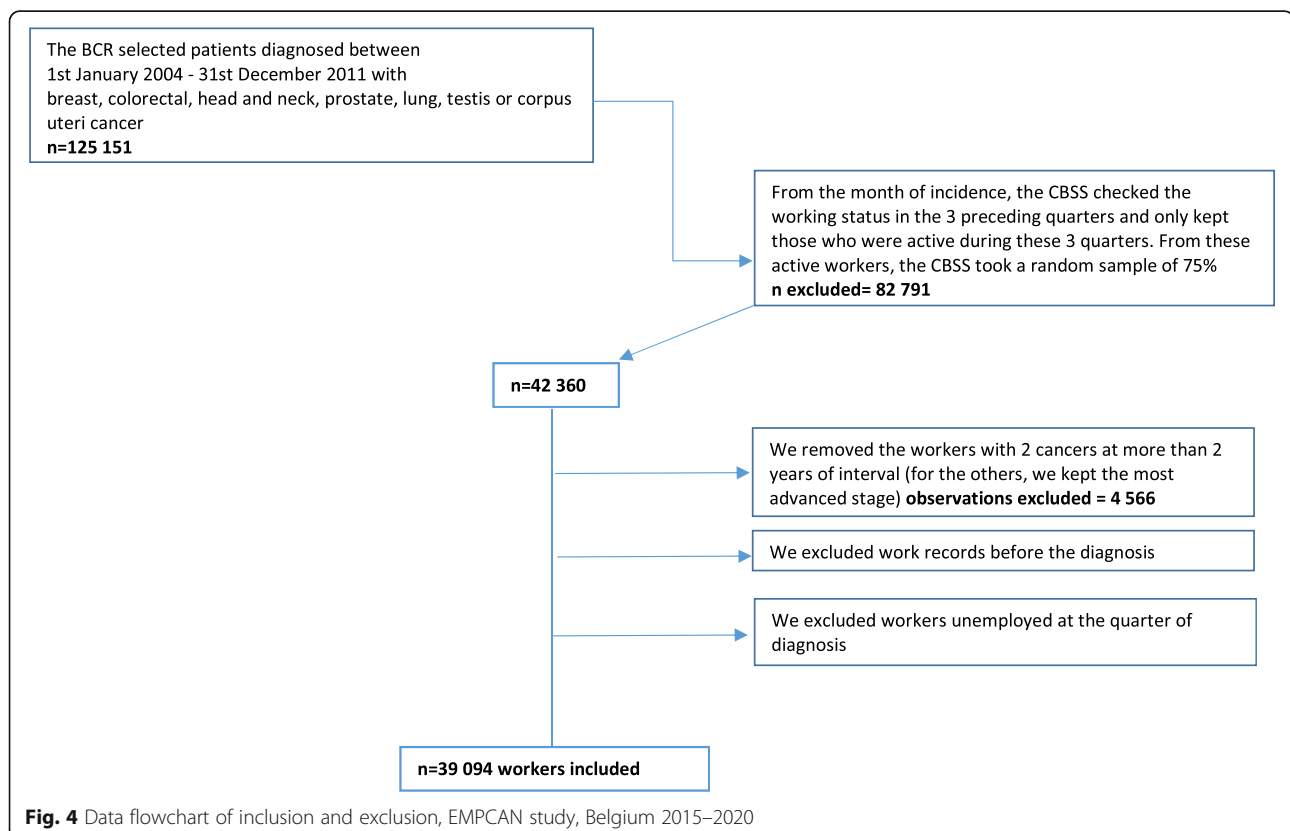 The BCR selected patients diagnosed between
1st January 2004 - 31st December 2011 with
breast, colorectal, head and neck, prostate, lung, testis or corpus
uteri cancer
n=125 151
From the month of incidence, the CBSS checked the
working status in the 3 preceding quarters and only kept
those who were active during these 3 quarters. From these
active workers, the CBSS took a random sample of 75%
n excluded= 82 791
n=42 360
We removed the workers with 2 cancers at more than 2
years of interval (for the others, we kept the most
advanced stage) observations excluded = 4 566
We excluded work records before the diagnosis
We excluded workers unemployed at the quarter of
diagnosis
n=39 094 workers included
Fig. 4 Data flowchart of inclusion and exclusion, EMPCAN study, Belgium 2015–2020